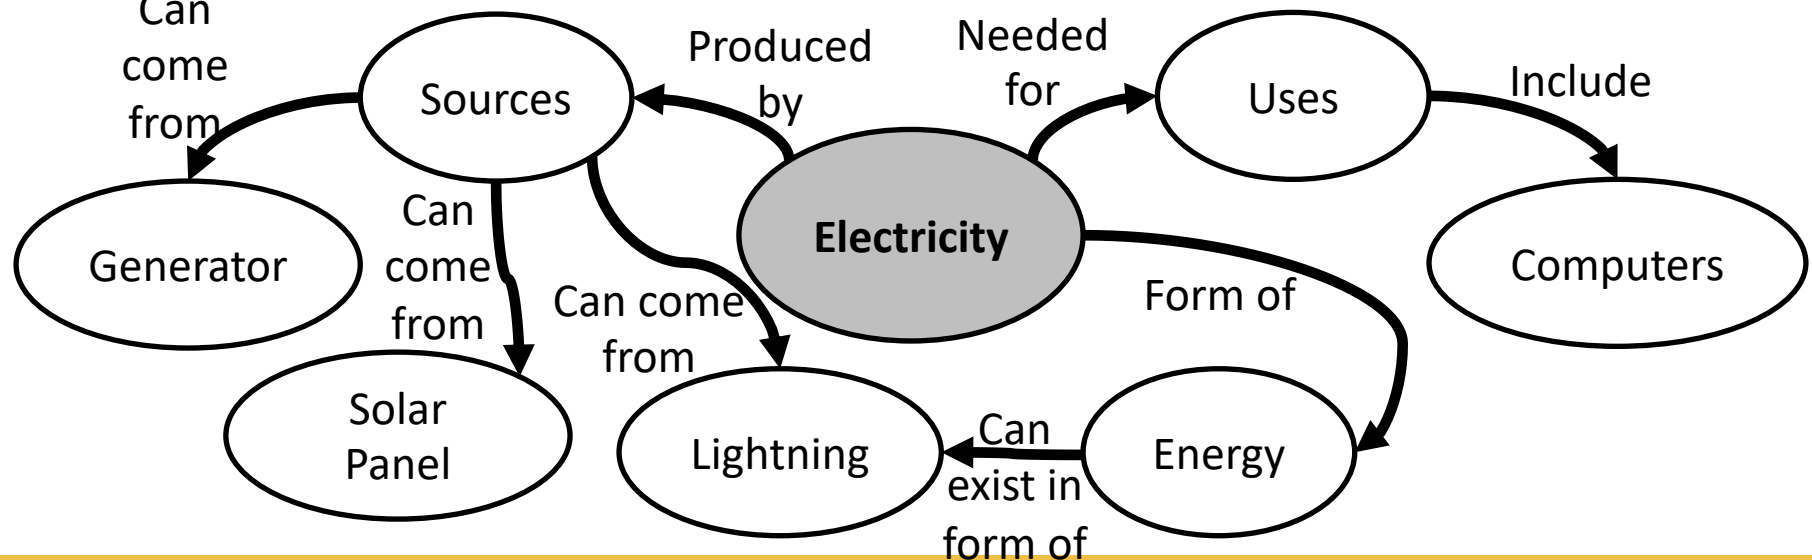 Can
come
from
Sources
Produced
by
Needed
for
Uses
Include
Generator
Can
come
from
Electricity
Computers
Can come
from
Form of
Solar
Panel
Lightning
Can
exist in
form of
Energy